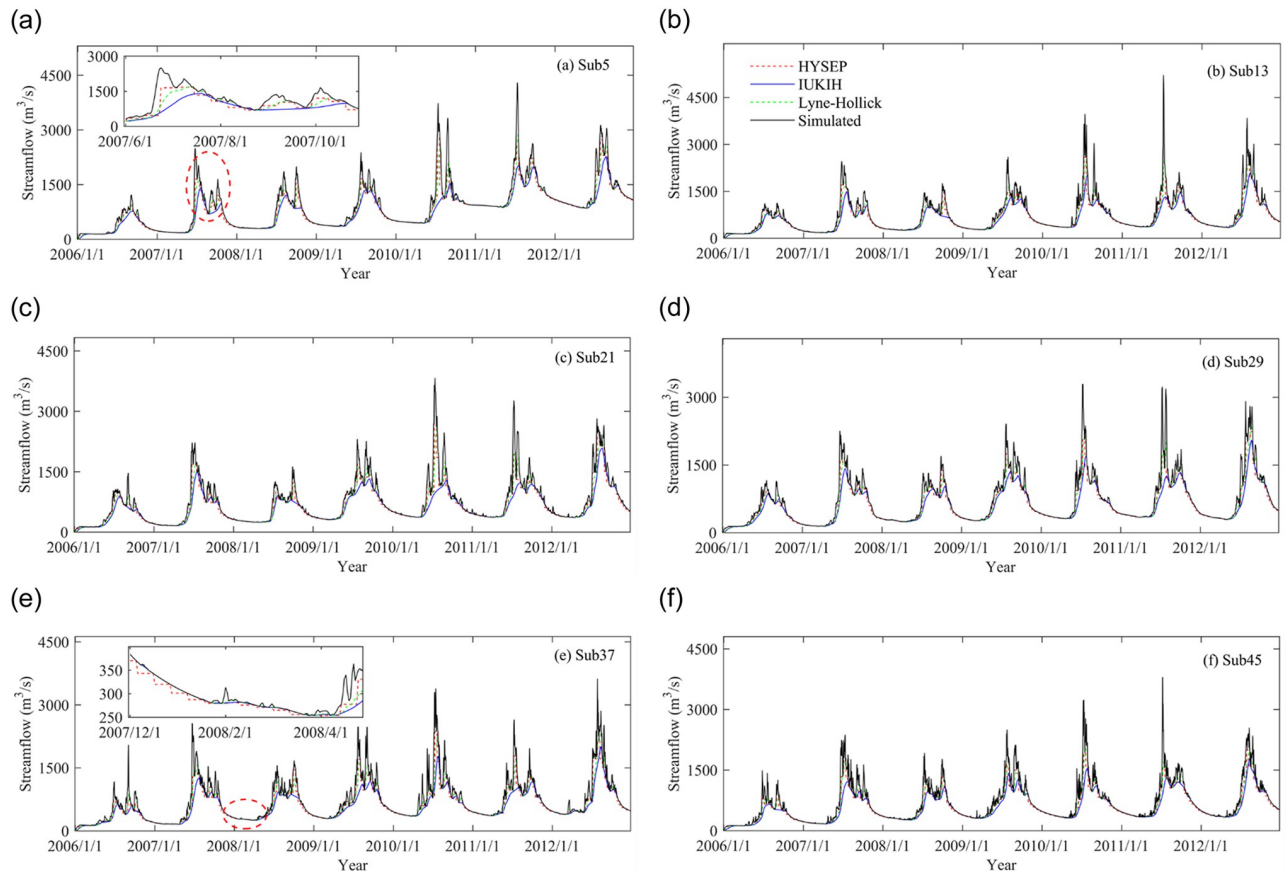 (a)
(a) Sub5
Streamflow (m³/s)
4500
3000
1500
0
3000
1500
0
2007/6/1 2007/8/1 2007/10/1
2006/1/1 2007/1/1 2008/1/1 2009/1/1 2010/1/1 2011/1/1 2012/1/1
Year
(b)
(b) Sub13
HYSEP
IUKIH
Lyne-Hollick
Simulated
Streamflow (m³/s)
4500
3000
1500
0
2006/1/1 2007/1/1 2008/1/1 2009/1/1 2010/1/1 2011/1/1 2012/1/1
Year
(c)
(c) Sub21
Streamflow (m³/s)
4500
3000
1500
0
2006/1/1 2007/1/1 2008/1/1 2009/1/1 2010/1/1 2011/1/1 2012/1/1
Year
(d)
(d) Sub29
Streamflow (m³/s)
3000
1500
0
2006/1/1 2007/1/1 2008/1/1 2009/1/1 2010/1/1 2011/1/1 2012/1/1
Year
(e)
(e) Sub37
Streamflow (m³/s)
4500
3000
1500
0
350
300
250
2007/12/1 2008/2/1 2008/4/1
2006/1/1 2007/1/1 2008/1/1 2009/1/1 2010/1/1 2011/1/1 2012/1/1
Year
(f)
(f) Sub45
Streamflow (m³/s)
4500
3000
1500
0
2006/1/1 2007/1/1 2008/1/1 2009/1/1 2010/1/1 2011/1/1 2012/1/1
Year